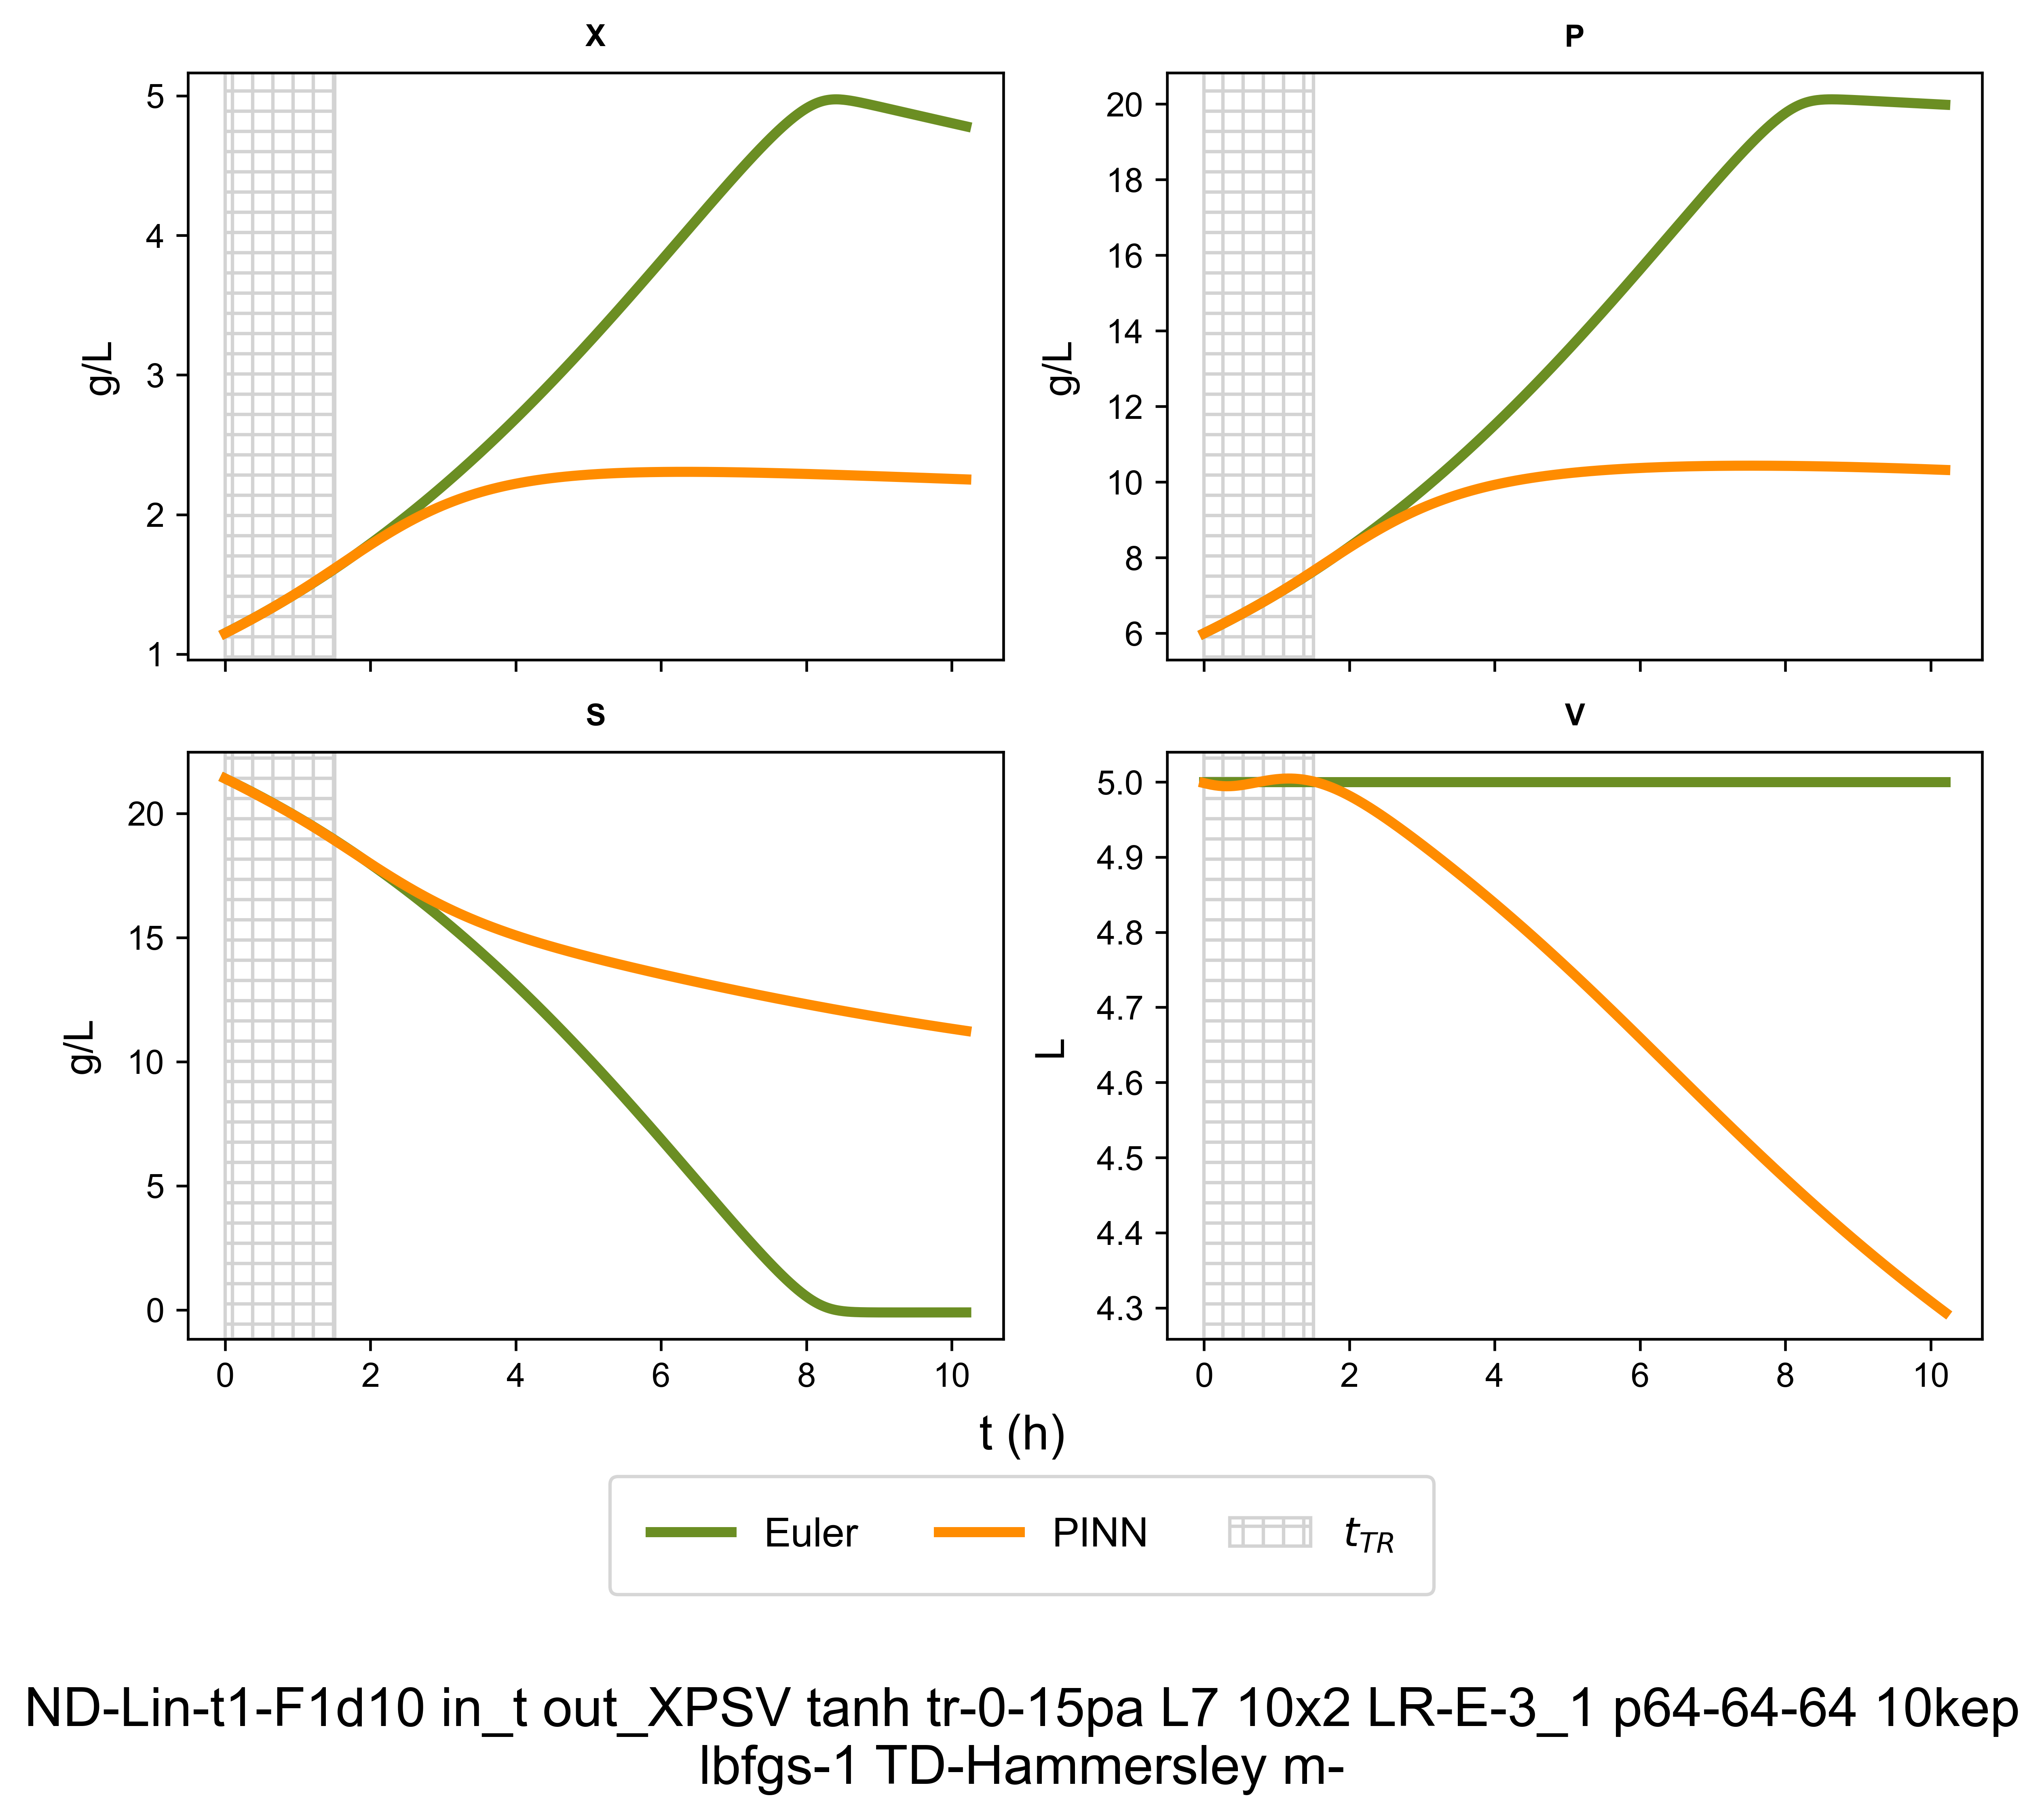 X
P
5
4
3
2
1
g/L
20
18
16
14
12
10
8
6
g/L
S
V
20
15
10
5
0
g/L
5.0
4.9
4.8
4.7
4.6
4.5
4.4
4.3
L
0 2 4 6 8 10
0 2 4 6 8 10
t (h)
Euler PINN t_TR
ND-Lin-t1-F1d10 in_t out_XPSV tanh tr-0-15pa L7 10x2 LR-E-3_1 p64-64-64 10kep
lbfgs-1 TD-Hammersley m-